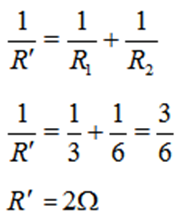 1/R′ = 1/R₁ + 1/R₂
1/R′ = 1/3 + 1/6 = 3/6
R′ = 2Ω